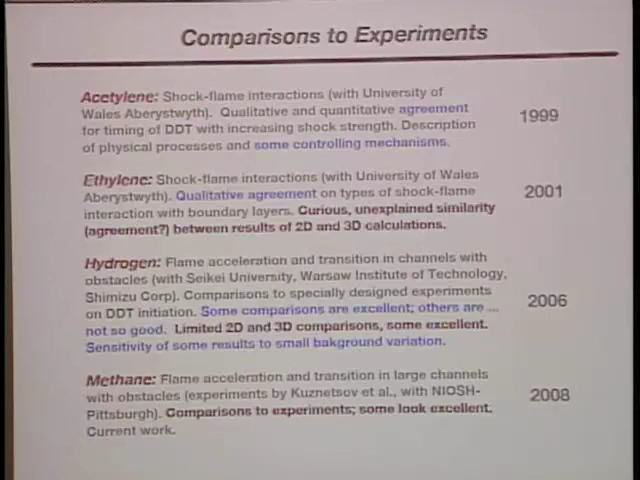 Comparisons to Experiments
Acetylene: Shock-flame interactions (with University of
Wales Aberystwyth). Qualitative and quantitative agreement
for timing of DDT with increasing shock strength. Description
of physical processes and some controlling mechanisms.
1999
Ethylene: Shock-flame interactions (with University of Wales
Aberystwyth). Qualitative agreement on types of shock-flame
interaction with boundary layers. Curious, unexplained similarity
(agreement?) between results of 2D and 3D calculations.
2001
Hydrogen: Flame acceleration and transition in channels with
obstacles (with Seikei University, Warsaw Institute of Technology,
Shimizu Corp). Comparisons to specially designed experiments
on DDT initiation. Some comparisons are excellent; others are ...
not so good. Limited 2D and 3D comparisons, some excellent.
Sensitivity of some results to small bakground variation.
2006
Methane: Flame acceleration and transition in large channels
with obstacles (experiments by Kuznetsov et al., with NIOSH-
Pittsburgh). Comparisons to experiments; some look excellent.
Current work.
2008